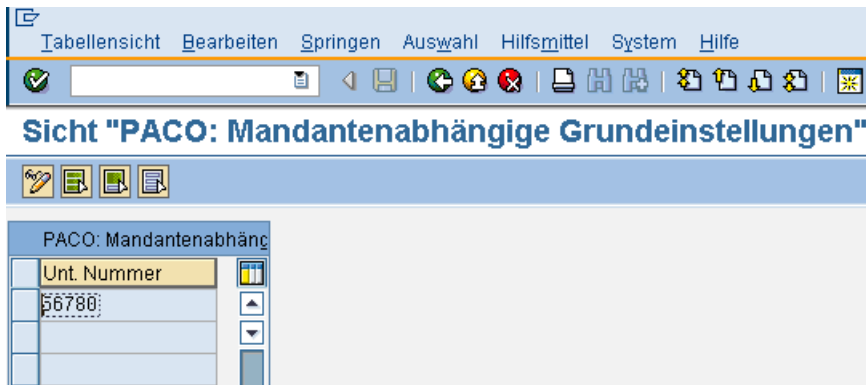 Tabellensicht Bearbeiten Springen Auswahl Hilfsmittel System Hilfe
Sicht "PACO: Mandantenabhängige Grundeinstellungen"
PACO: Mandantenabhäng
Unt. Nummer
56780